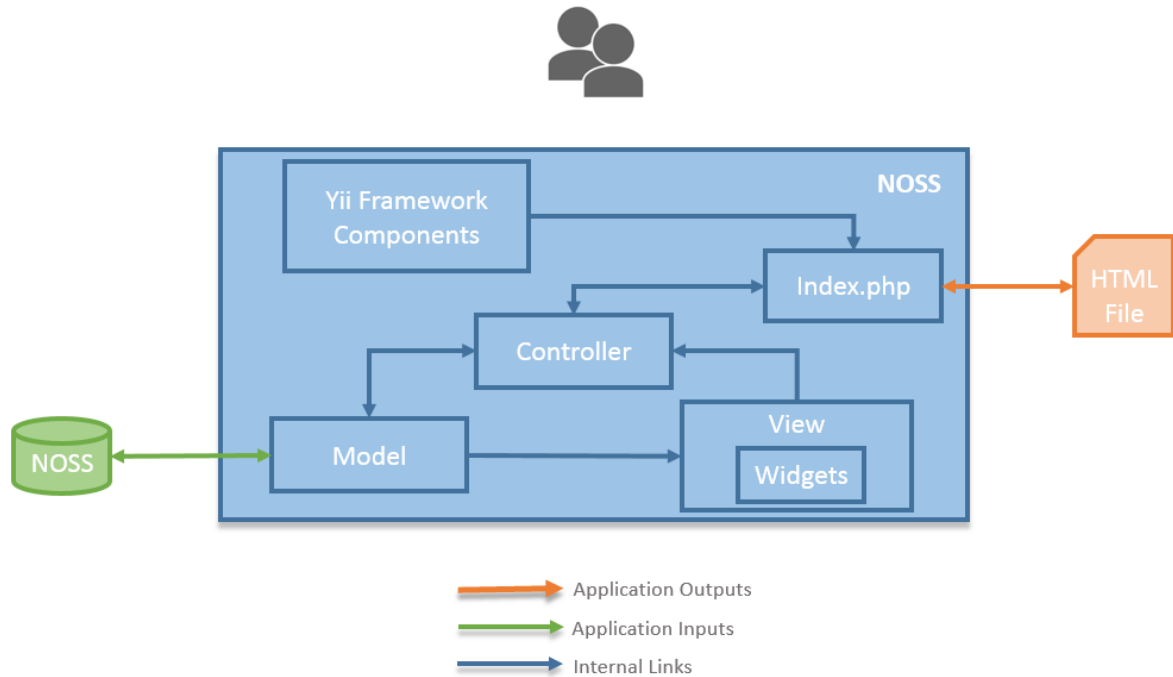 NOSS
Yii Framework
Components
Index.php
HTML
File
Controller
View
Model
NOSS
Widgets
Application Outputs
Application Inputs
Internal Links